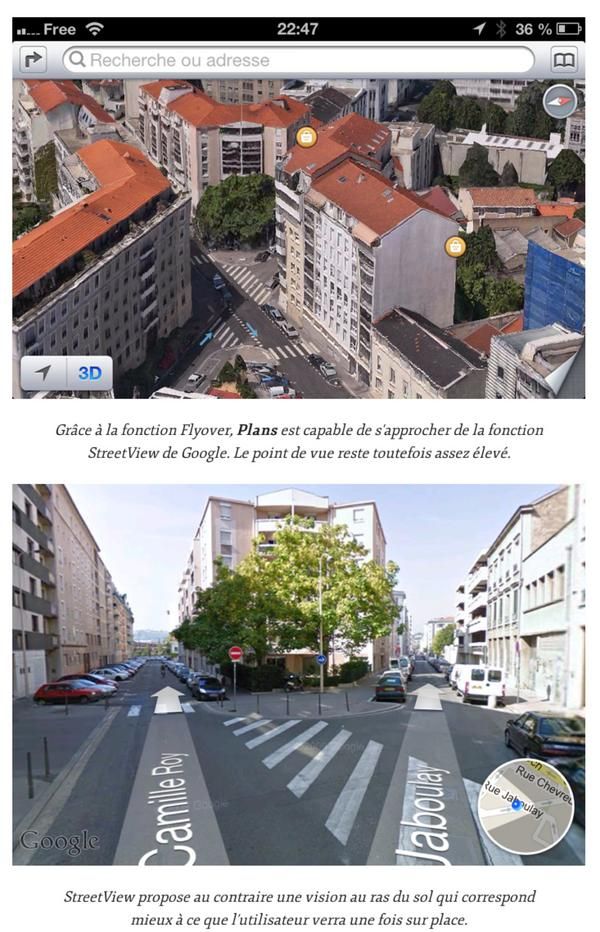 Free 22:47 36 %
Recherche ou adresse
3D
Grâce à la fonction Flyover, Plans est capable de s'approcher de la fonction
StreetView de Google. Le point de vue reste toutefois assez élevé.
Camille Roy
Jaboulay
Rue Chevreu
Rue Jaboulay
Google
StreetView propose au contraire une vision au ras du sol qui correspond
mieux à ce que l'utilisateur verra une fois sur place.